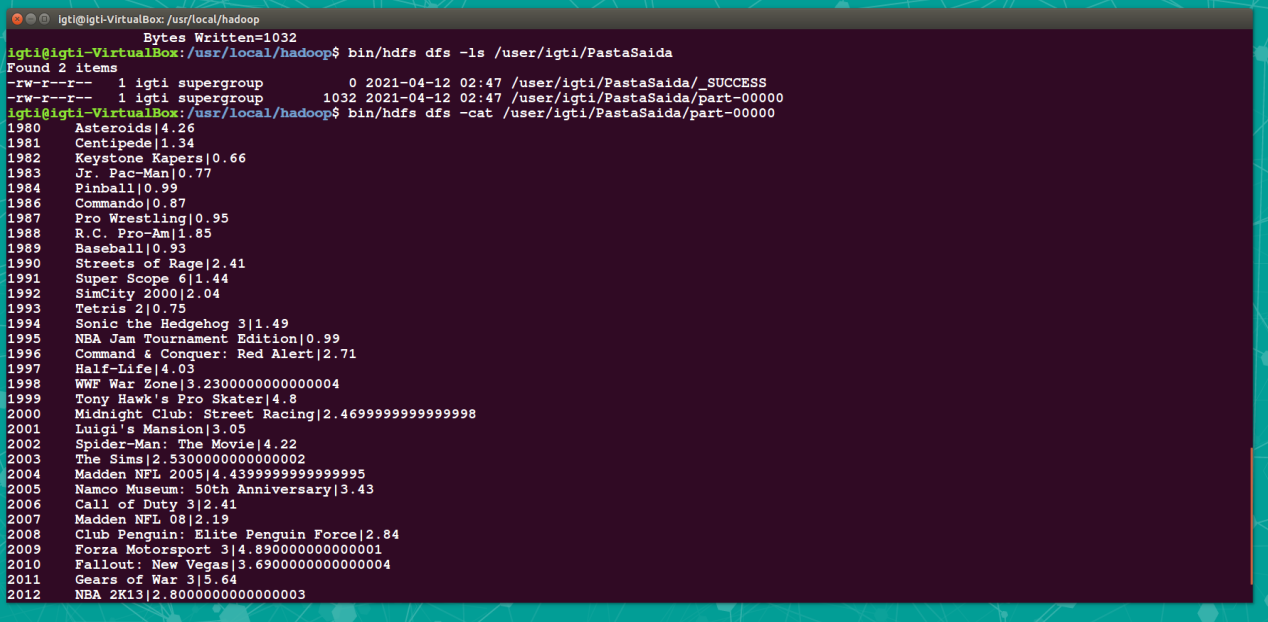 igti@igti-VirtualBox: /usr/local/hadoop
Bytes Written=1032
igti@igti-VirtualBox:/usr/local/hadoop$ bin/hdfs dfs -ls /user/igti/PastaSaida
Found 2 items
-rw-r--r--   1 igti supergroup          0 2021-04-12 02:47 /user/igti/PastaSaida/_SUCCESS
-rw-r--r--   1 igti supergroup       1032 2021-04-12 02:47 /user/igti/PastaSaida/part-00000
igti@igti-VirtualBox:/usr/local/hadoop$ bin/hdfs dfs -cat /user/igti/PastaSaida/part-00000
1980    Asteroids|4.26
1981    Centipede|1.34
1982    Keystone Kapers|0.66
1983    Jr. Pac-Man|0.77
1984    Pinball|0.99
1986    Commando|0.87
1987    Pro Wrestling|0.95
1988    R.C. Pro-Am|1.85
1989    Baseball|0.93
1990    Streets of Rage|2.41
1991    Super Scope 6|1.44
1992    SimCity 2000|2.04
1993    Tetris 2|0.75
1994    Sonic the Hedgehog 3|1.49
1995    NBA Jam Tournament Edition|0.99
1996    Command & Conquer: Red Alert|2.71
1997    Half-Life|4.03
1998    WWF War Zone|3.2300000000000004
1999    Tony Hawk's Pro Skater|4.8
2000    Midnight Club: Street Racing|2.4699999999999998
2001    Luigi's Mansion|3.05
2002    Spider-Man: The Movie|4.22
2003    The Sims|2.5300000000000002
2004    Madden NFL 2005|4.4399999999999995
2005    Namco Museum: 50th Anniversary|3.43
2006    Call of Duty 3|2.41
2007    Madden NFL 08|2.19
2008    Club Penguin: Elite Penguin Force|2.84
2009    Forza Motorsport 3|4.890000000000001
2010    Fallout: New Vegas|3.6900000000000004
2011    Gears of War 3|5.64
2012    NBA 2K13|2.8000000000000003